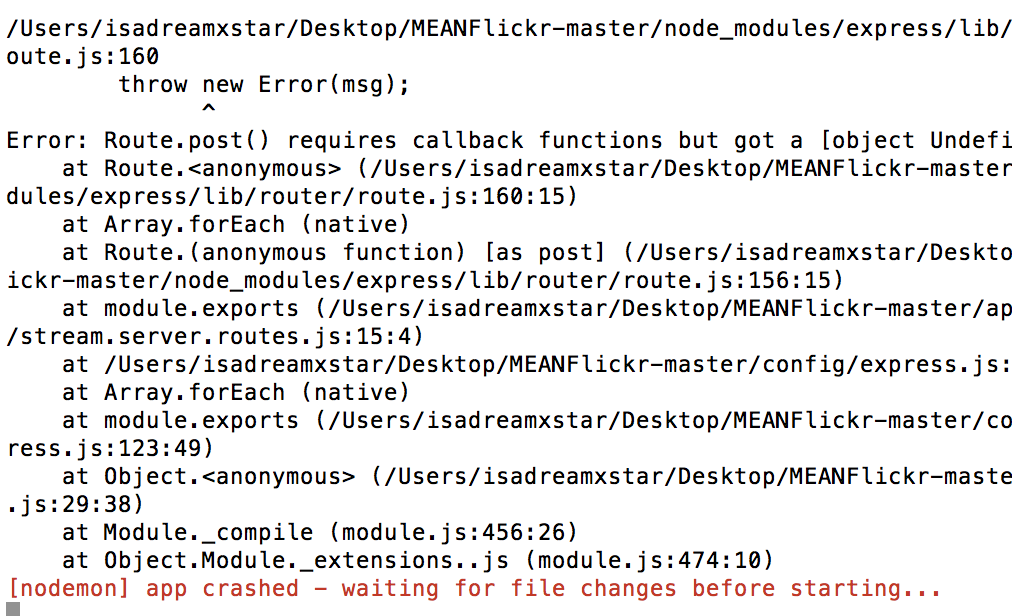 /Users/isadreamxstar/Desktop/MEANFlickr-master/node_modules/express/lib/
oute.js:160
        throw new Error(msg);
              ^
Error: Route.post() requires callback functions but got a [object Undefi
    at Route.<anonymous> (/Users/isadreamxstar/Desktop/MEANFlickr-master
dules/express/lib/router/route.js:160:15)
    at Array.forEach (native)
    at Route.(anonymous function) [as post] (/Users/isadreamxstar/Deskto
ickr-master/node_modules/express/lib/router/route.js:156:15)
    at module.exports (/Users/isadreamxstar/Desktop/MEANFlickr-master/ap
/stream.server.routes.js:15:4)
    at /Users/isadreamxstar/Desktop/MEANFlickr-master/config/express.js:
    at Array.forEach (native)
    at module.exports (/Users/isadreamxstar/Desktop/MEANFlickr-master/co
ress.js:123:49)
    at Object.<anonymous> (/Users/isadreamxstar/Desktop/MEANFlickr-maste
.js:29:38)
    at Module._compile (module.js:456:26)
    at Object.Module._extensions..js (module.js:474:10)
[nodemon] app crashed - waiting for file changes before starting...